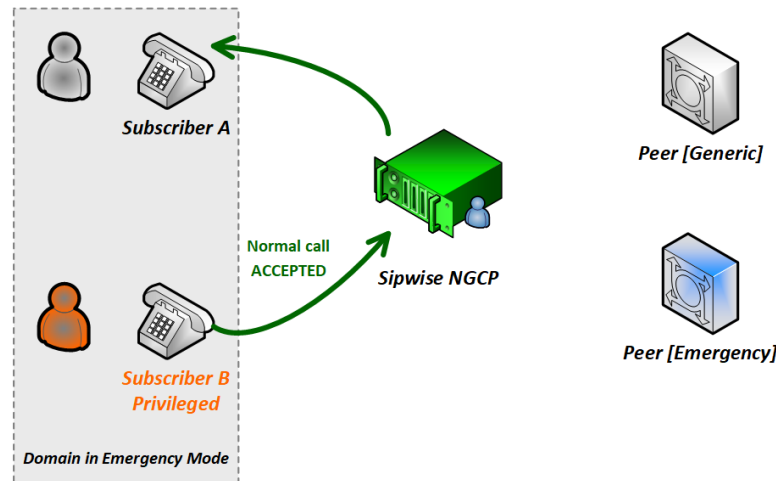 Subscriber A
Peer [Generic]
Normal call
ACCEPTED
Sipwise NGCP
Peer [Emergency]
Subscriber B
Privileged
Domain in Emergency Mode